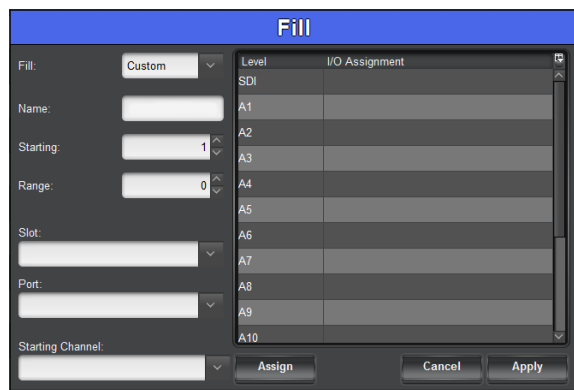 Fill
Fill: Custom
Name:
Starting: 1
Range: 0
Slot:
Port:
Starting Channel:
Level I/O Assignment
SDI
A1
A2
A3
A4
A5
A6
A7
A8
A9
A10
Assign Cancel Apply